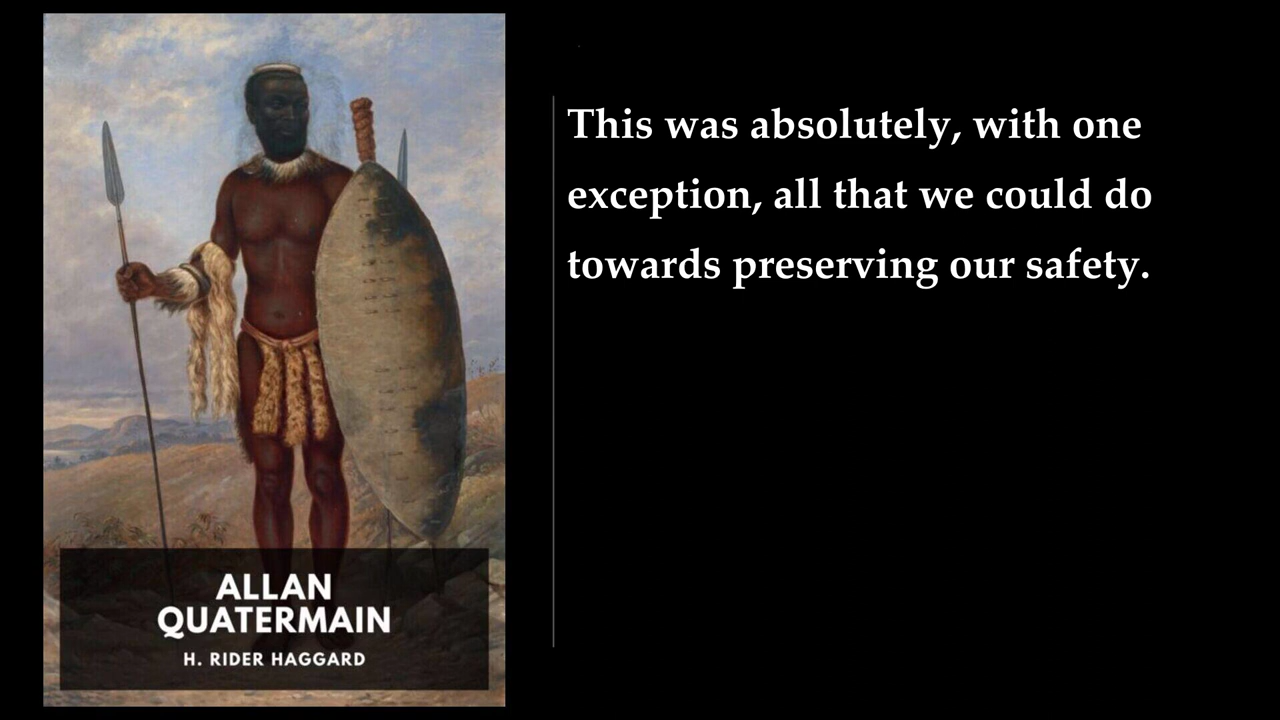 This was absolutely, with one
exception, all that we could do
towards preserving our safety.
ALLAN
QUATERMAIN
H. RIDER HAGGARD